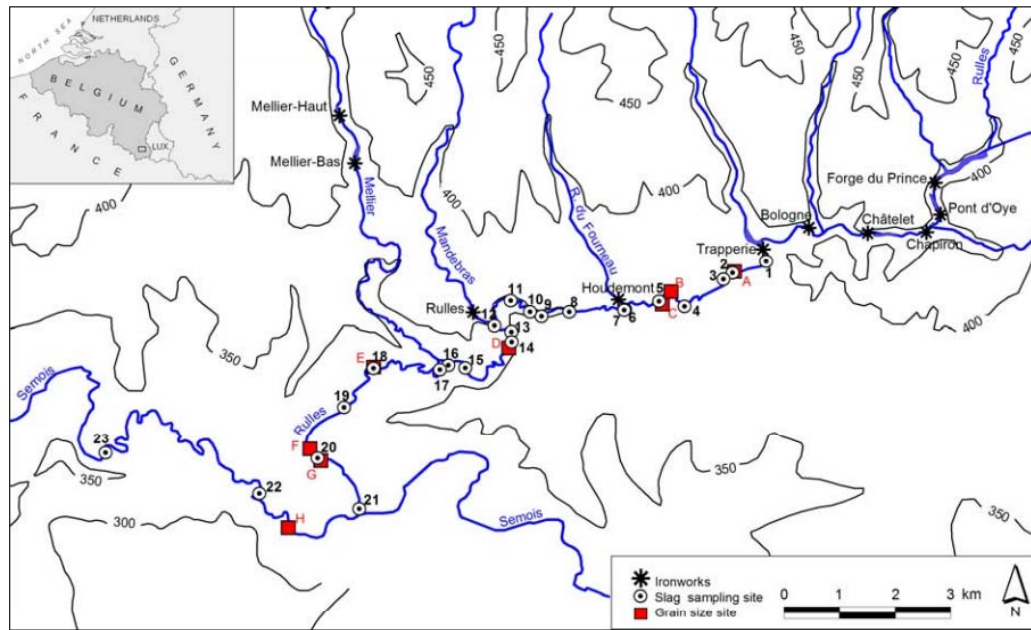 NORTH SEA
NETHERLANDS
GERMANY
BELGIUM
FRANCE
LUX.
450
450
450
450
450
Rulles
Mellier-Haut
Mellier-Bas
Mellier
Mandebras
R. du Fourneau
400
400
400
400
400
Forge du Prince
Pont d'Oye
Bologne
Châtelet
Chapiron
Trapperie
1
2
A
3
Houdemont
5
B
C
4
6
7
8
9
10
11
Rulles
12
13
D
14
350
400
15
16
17
E
18
19
Rulles
F
20
G
21
Semois
23
350
22
H
300
Semois
350
350
Ironworks
Slag sampling site
Grain size site
0 1 2 3 km
N